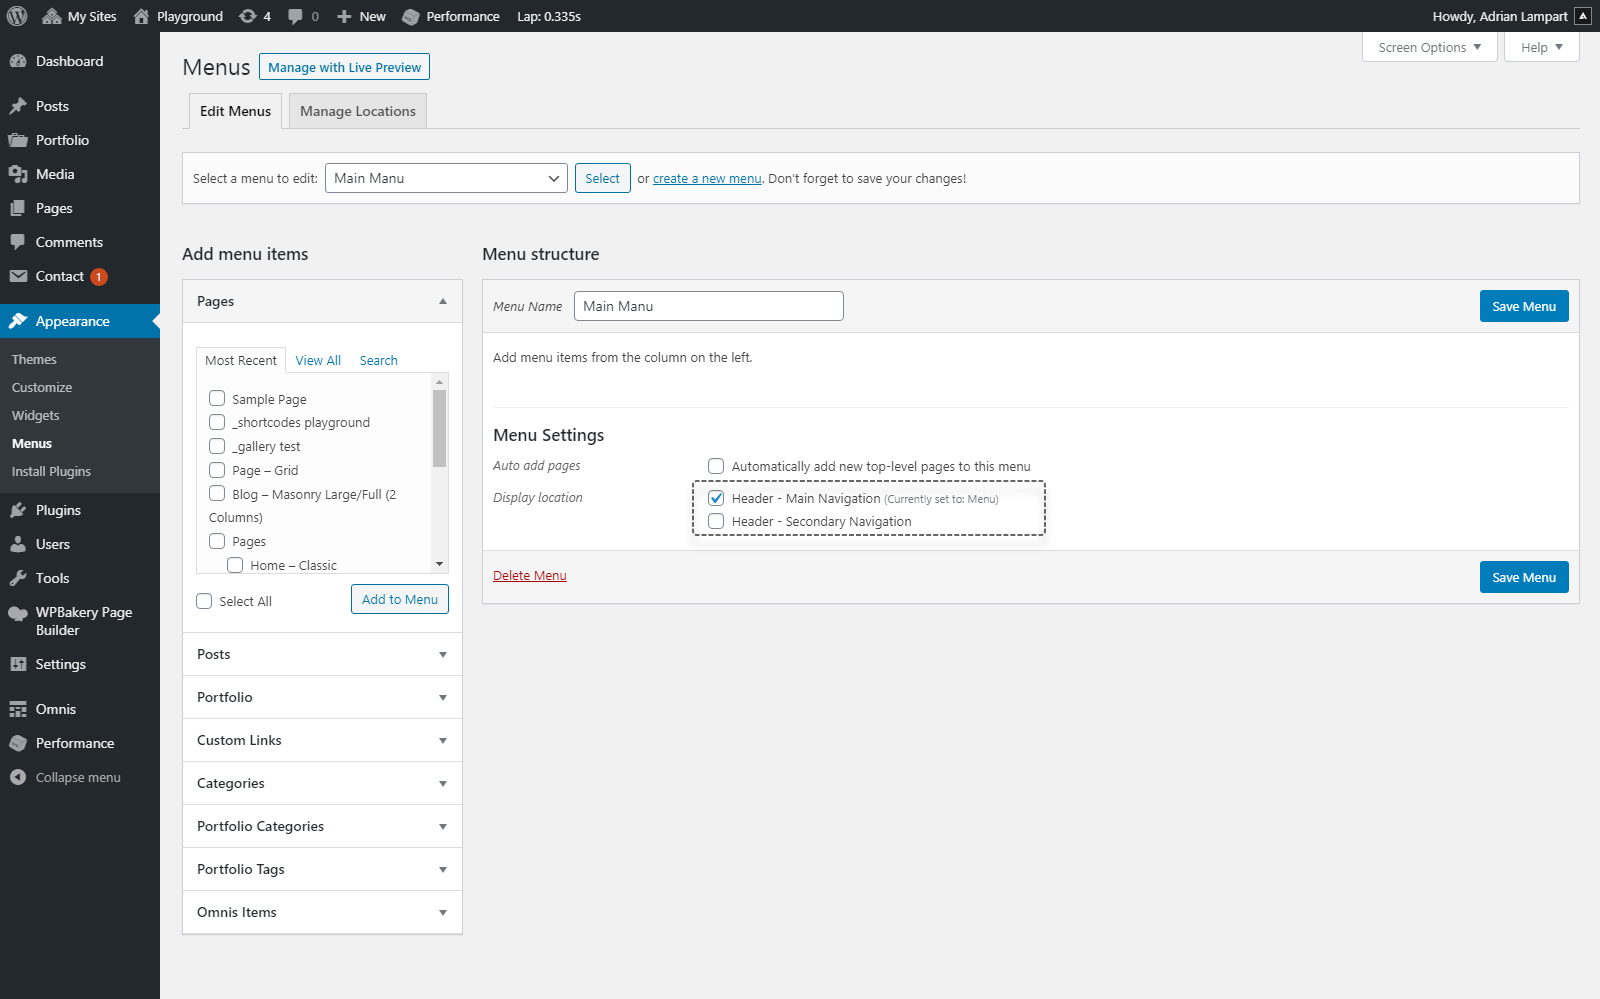 My Sites
Playground
4
0
New
Performance
Lap: 0.335s
Howdy, Adrian Lampart
Screen Options
Help
Dashboard
Posts
Portfolio
Media
Pages
Comments
Contact 1
Appearance
Themes
Customize
Widgets
Menus
Install Plugins
Plugins
Users
Tools
WPBakery Page
Builder
Settings
Omnis
Performance
Collapse menu
Menus
Manage with Live Preview
Edit Menus
Manage Locations
Select a menu to edit: Main Manu Select or create a new menu. Don't forget to save your changes!
Add menu items
Pages
Most Recent View All Search
Sample Page
_shortcodes playground
_gallery test
Page – Grid
Blog – Masonry Large/Full (2
Columns)
Pages
Home – Classic
Select All
Add to Menu
Posts
Portfolio
Custom Links
Categories
Portfolio Categories
Portfolio Tags
Omnis Items
Menu structure
Menu Name Main Manu Save Menu
Add menu items from the column on the left.
Menu Settings
Auto add pages Automatically add new top-level pages to this menu
Display location Header - Main Navigation (Currently set to: Menu)
Header - Secondary Navigation
Delete Menu
Save Menu